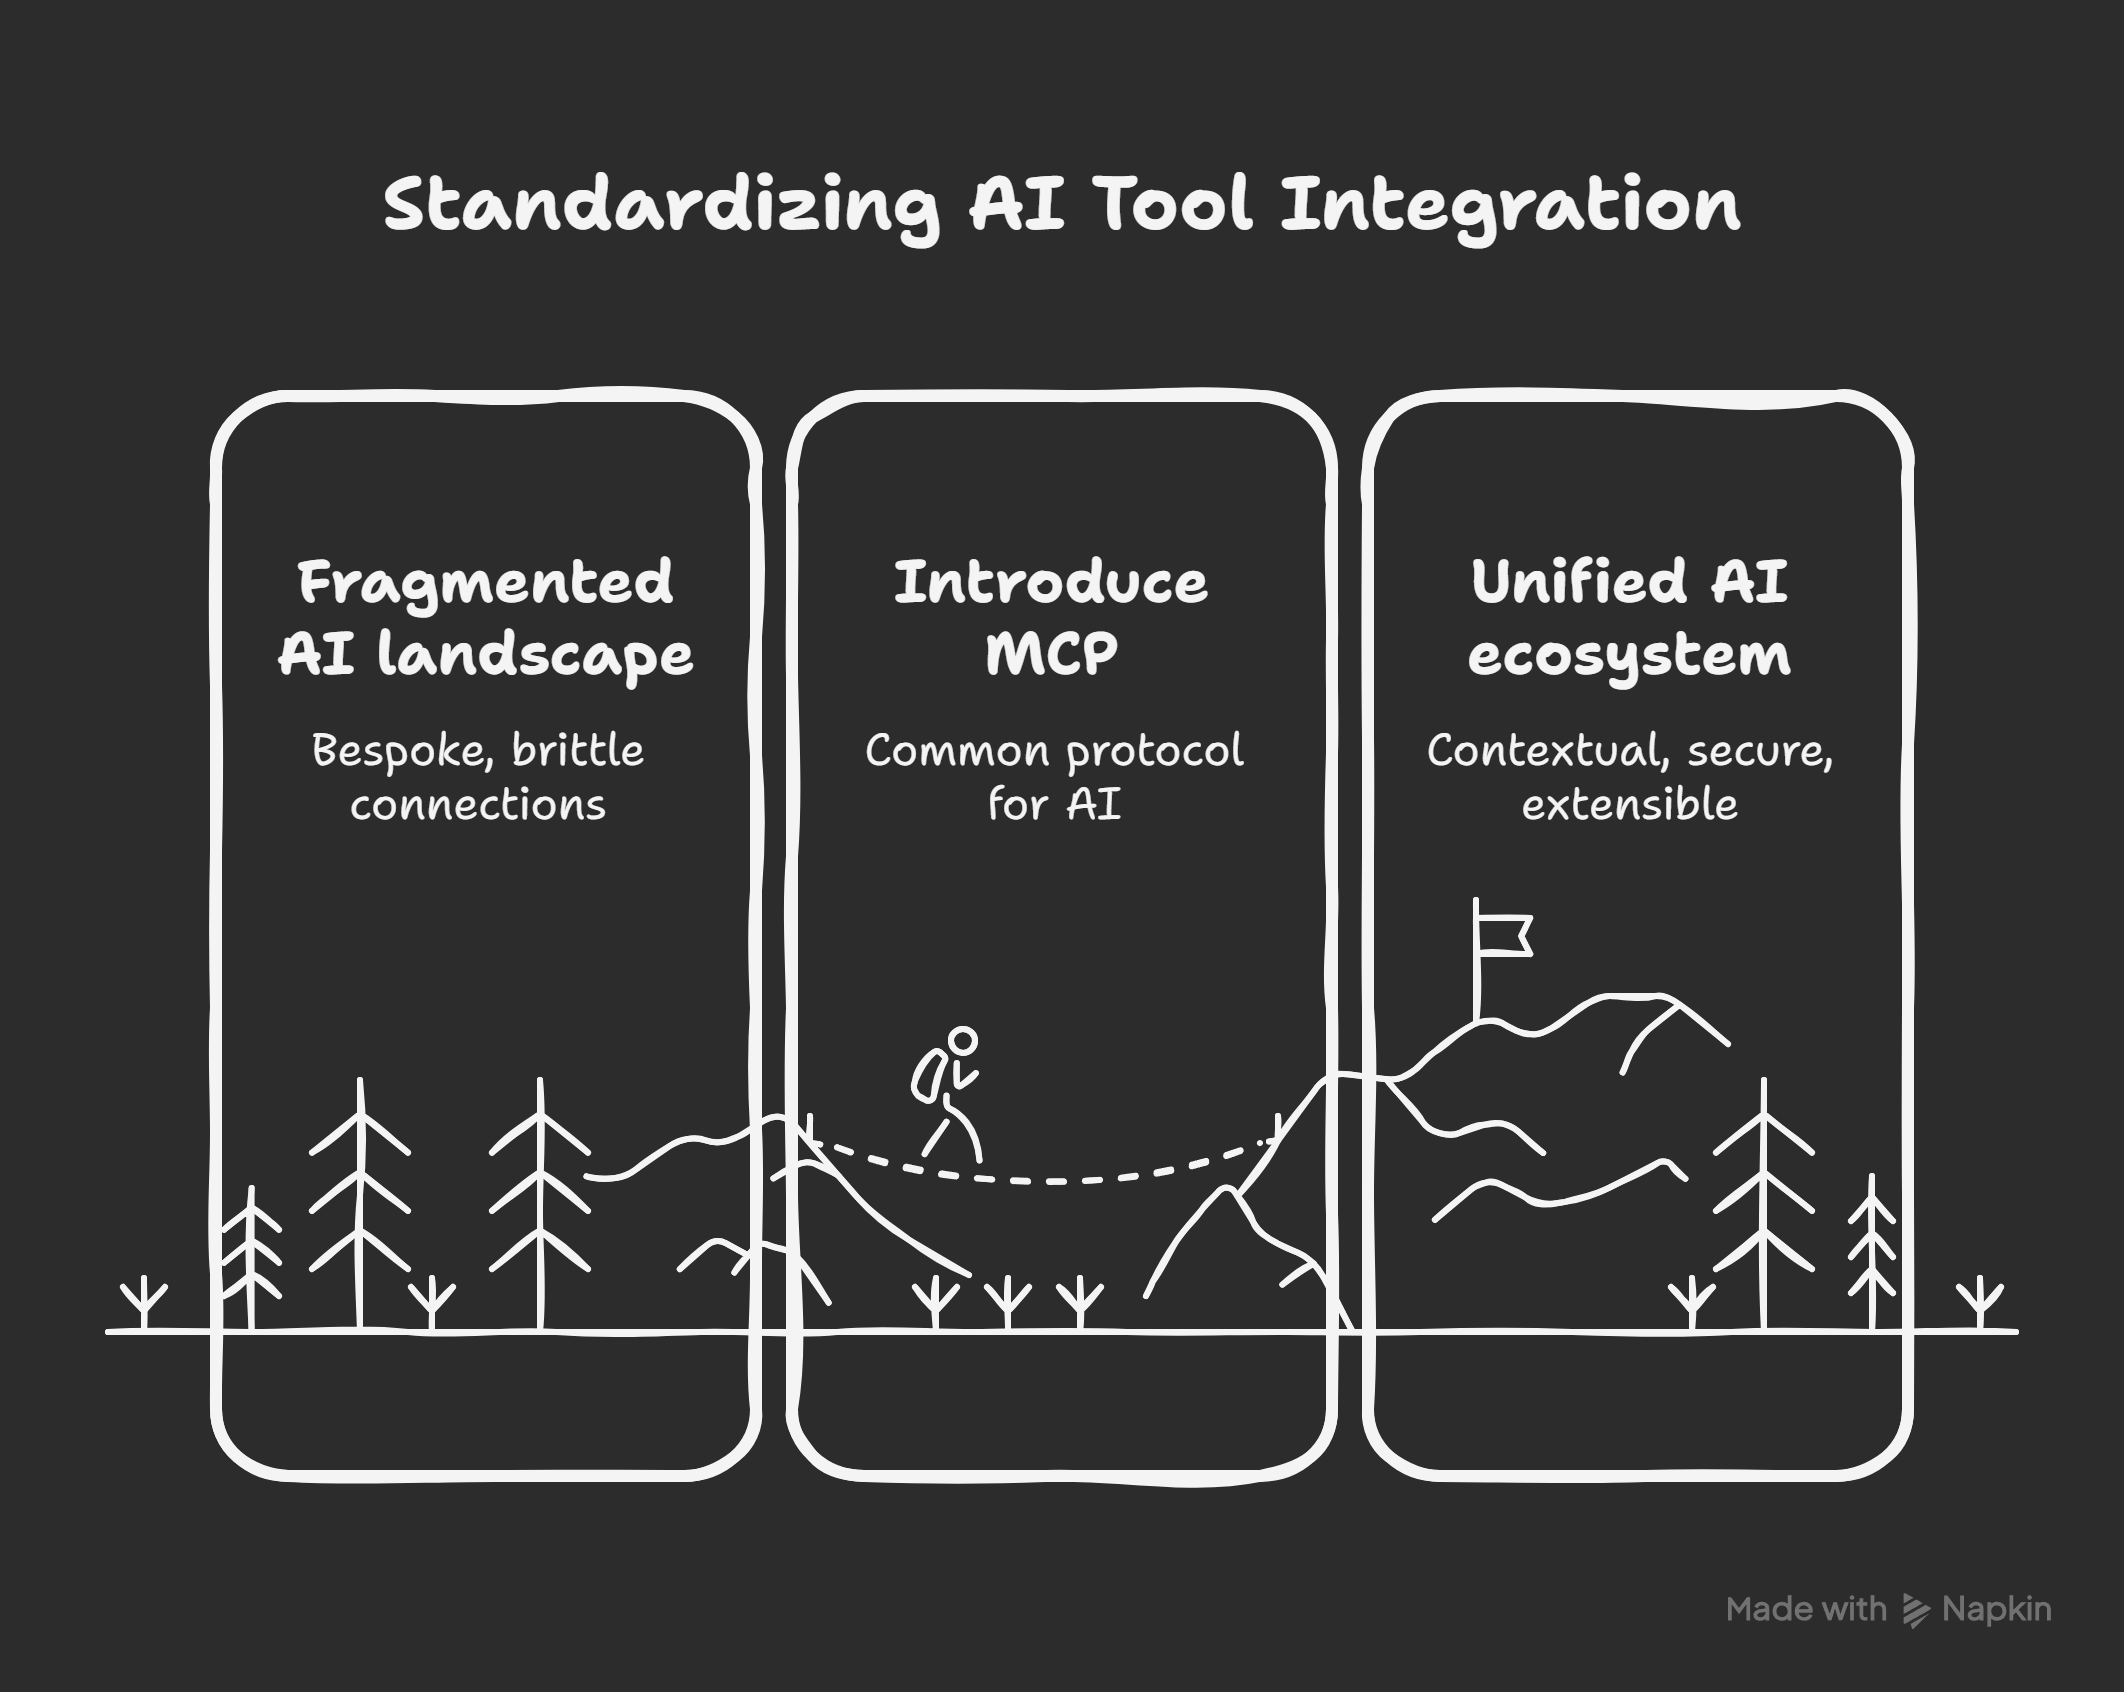 Standardizing AI Tool Integration
Fragmented
AI landscape
Bespoke, brittle
connections
Introduce
MCP
Common protocol
for AI
Unified AI
ecosystem
Contextual, secure,
extensible
Made with Napkin